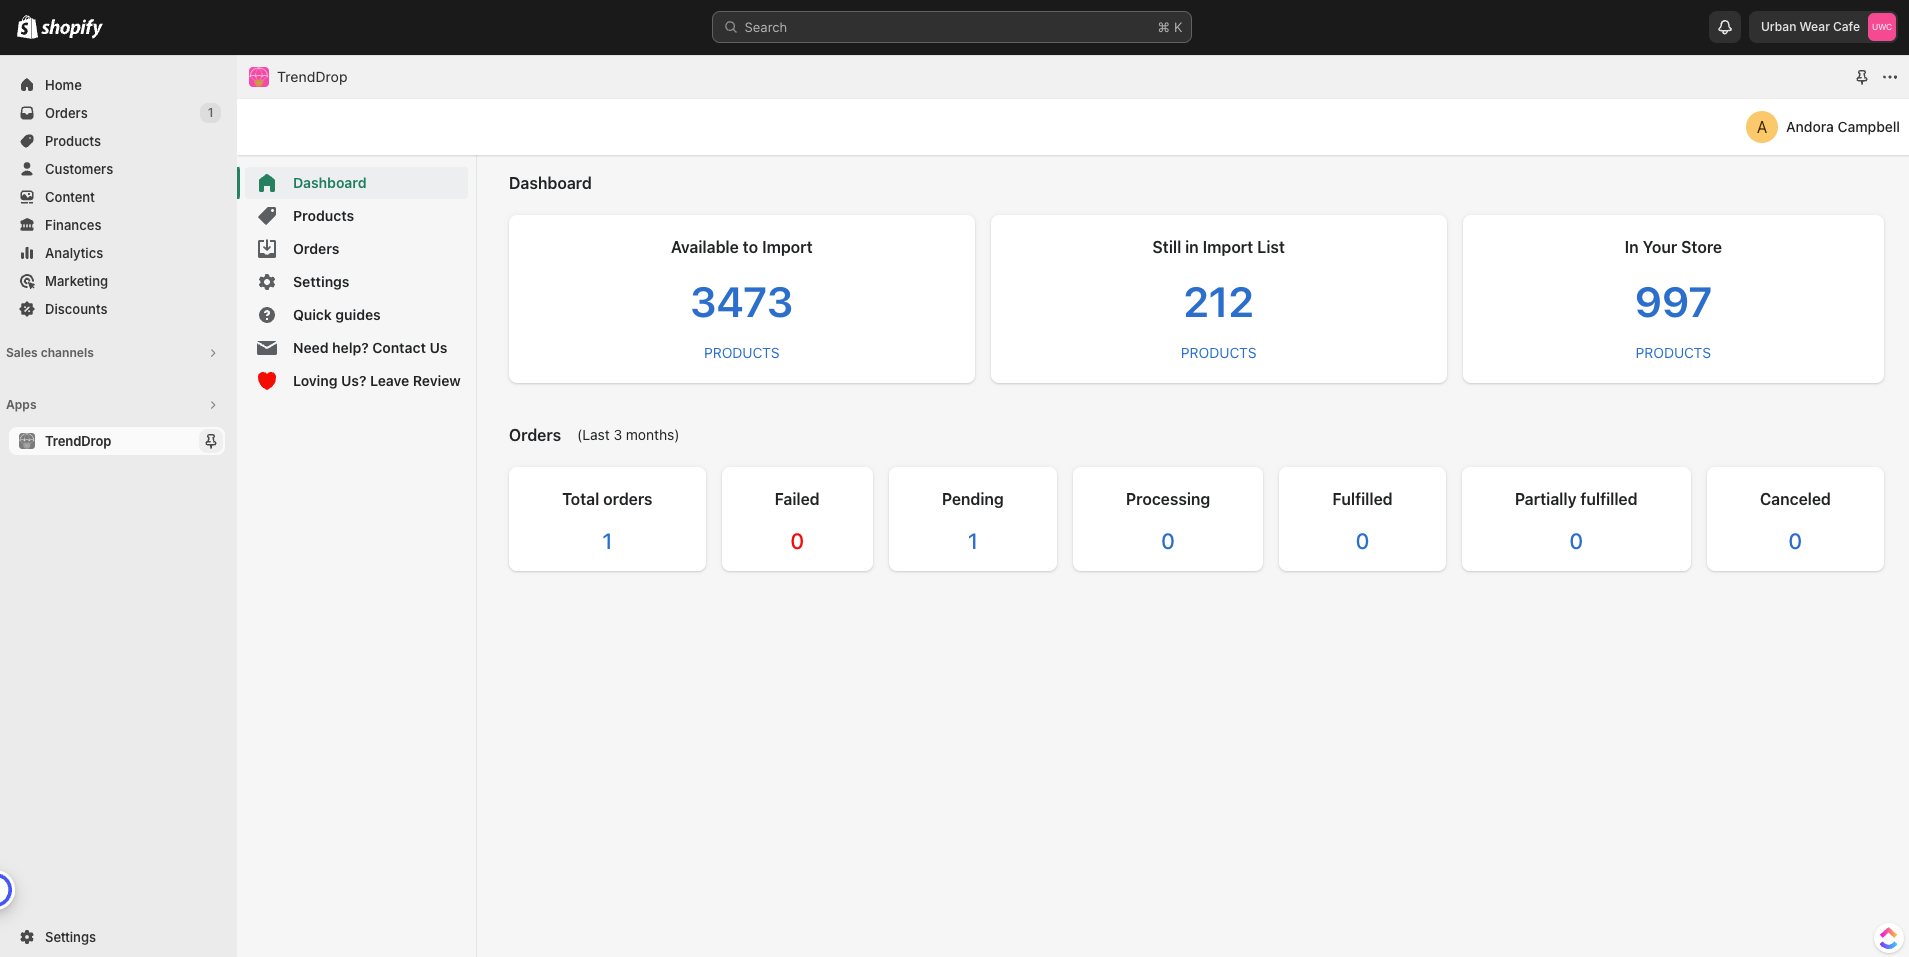 shopify
Search
⌘ K
Urban Wear Cafe
UWC
Home
Orders
1
Products
Customers
Content
Finances
Analytics
Marketing
Discounts
Sales channels
Apps
TrendDrop
Settings
TrendDrop
A
Andora Campbell
Dashboard
Products
Orders
Settings
Quick guides
Need help? Contact Us
Loving Us? Leave Review
Dashboard
Available to Import
3473
PRODUCTS
Still in Import List
212
PRODUCTS
In Your Store
997
PRODUCTS
Orders (Last 3 months)
Total orders
1
Failed
0
Pending
1
Processing
0
Fulfilled
0
Partially fulfilled
0
Canceled
0